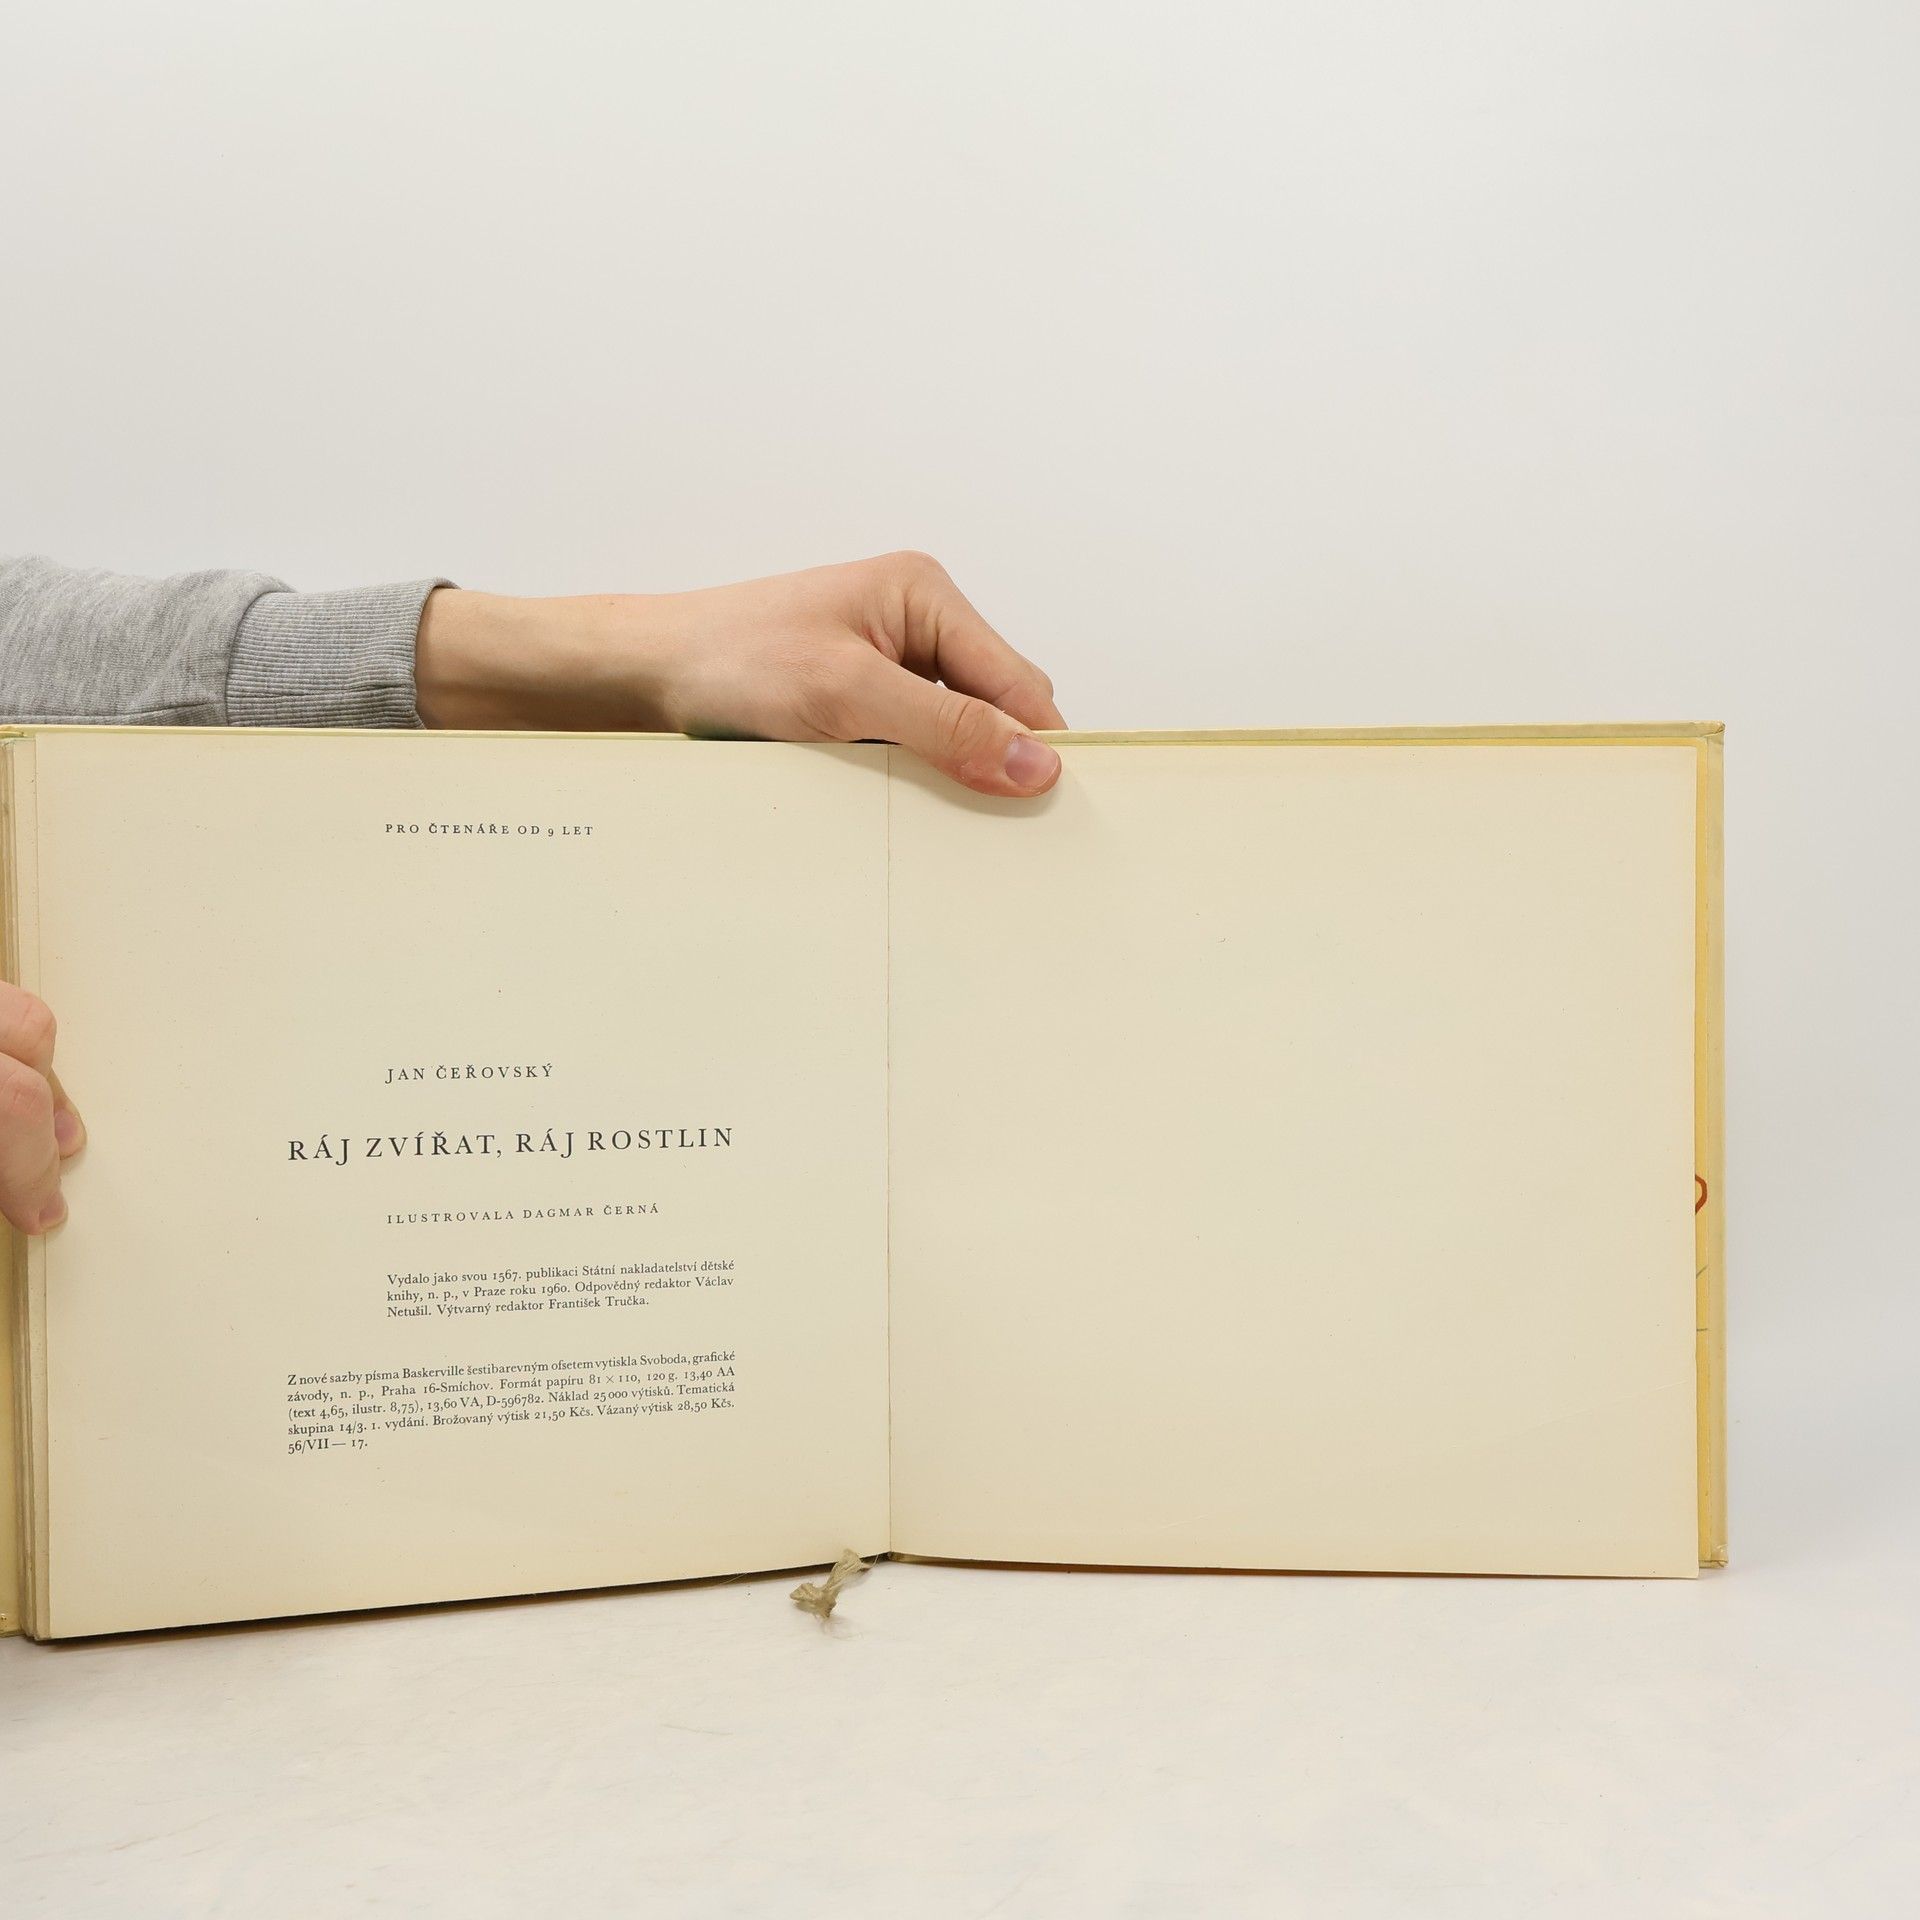 PRO ČTENÁŘE OD 9 LET
JAN ČEŘOVSKÝ
RÁJ ZVÍŘAT, RÁJ ROSTLIN
ILUSTROVALA DAGMAR ČERNÁ
Vydalo jako svou 1567. publikaci Státní nakladatelství dětské
knihy, n. p., v Praze roku 1960. Odpovědný redaktor Václav
Netušil. Výtvarný redaktor František Tručka.
Z nové sazby písma Baskerville šestibarevným ofsetem vytiskla Svoboda, grafické
závody, n. p., Praha 16-Smíchov. Formát papíru 81 × 110, 120 g. 13,40 AA
(text 4,65, ilustr. 8,75), 13,60 VA, D-596782. Náklad 25 000 výtisků. Tematická
skupina 14/3. 1. vydání. Brožovaný výtisk 21,50 Kčs. Vázaný výtisk 28,50 Kčs.
56/VII — 17.